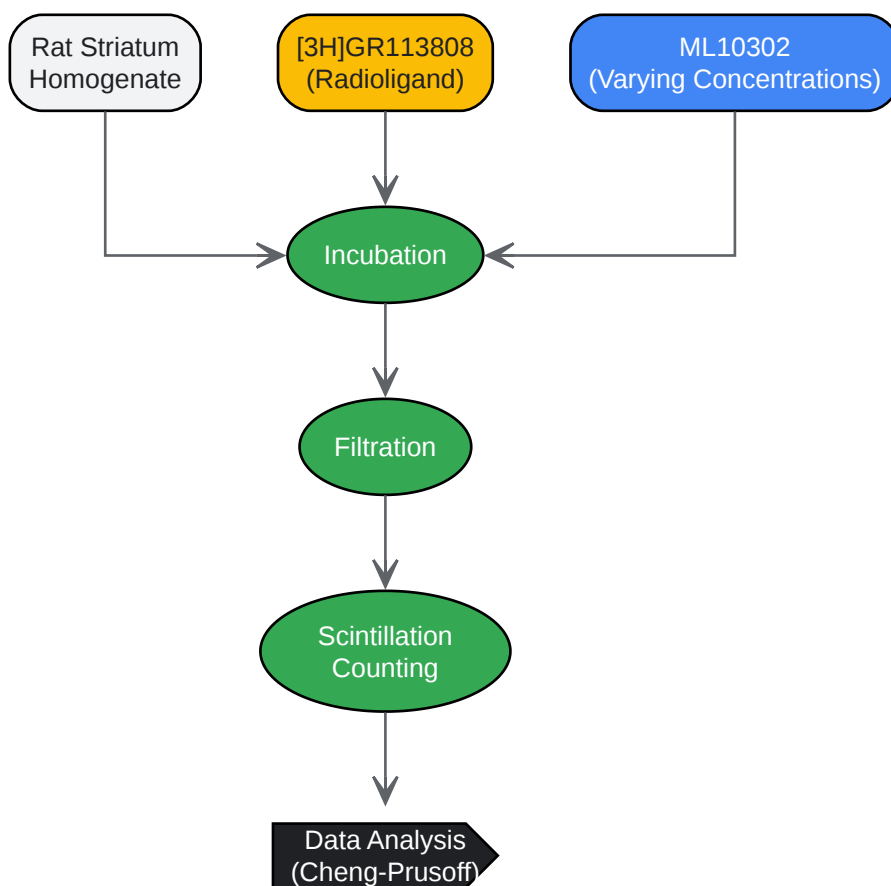 Rat Striatum
Homogenate
[3H]GR113808
(Radioligand)
ML10302
(Varying Concentrations)
Incubation
Filtration
Scintillation
Counting
Data Analysis
(Cheng-Prusoff)